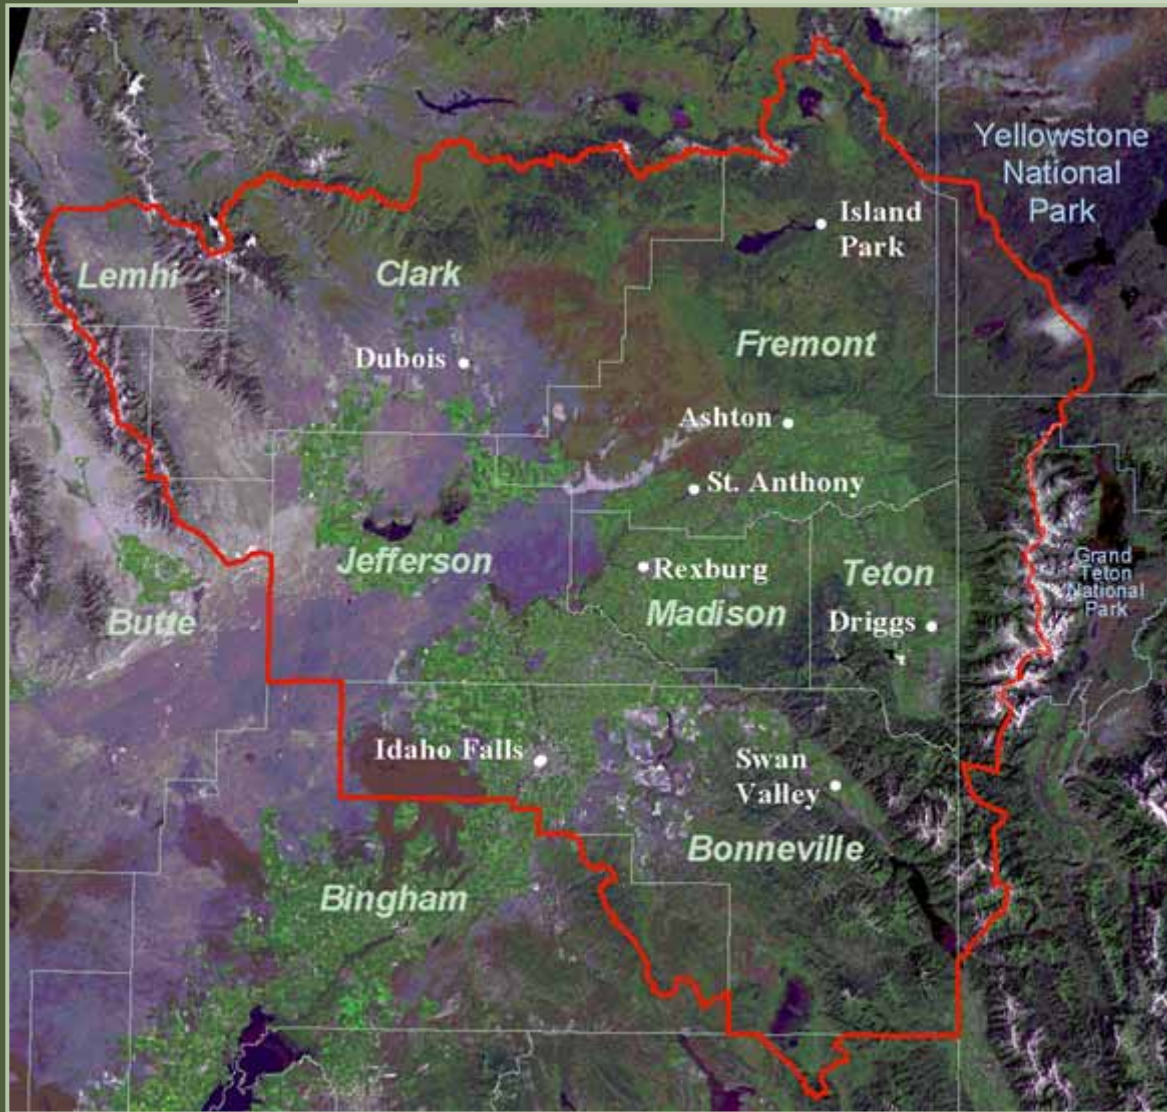 Yellowstone
National
Park
Island
Park
Lemhi
Clark
Fremont
Dubois
Ashton
St. Anthony
Jefferson
Grand
Teton
National
Park
Rexburg
Teton
Madison
Butte
Driggs
Idaho Falls
Swan
Valley
Bonneville
Bingham